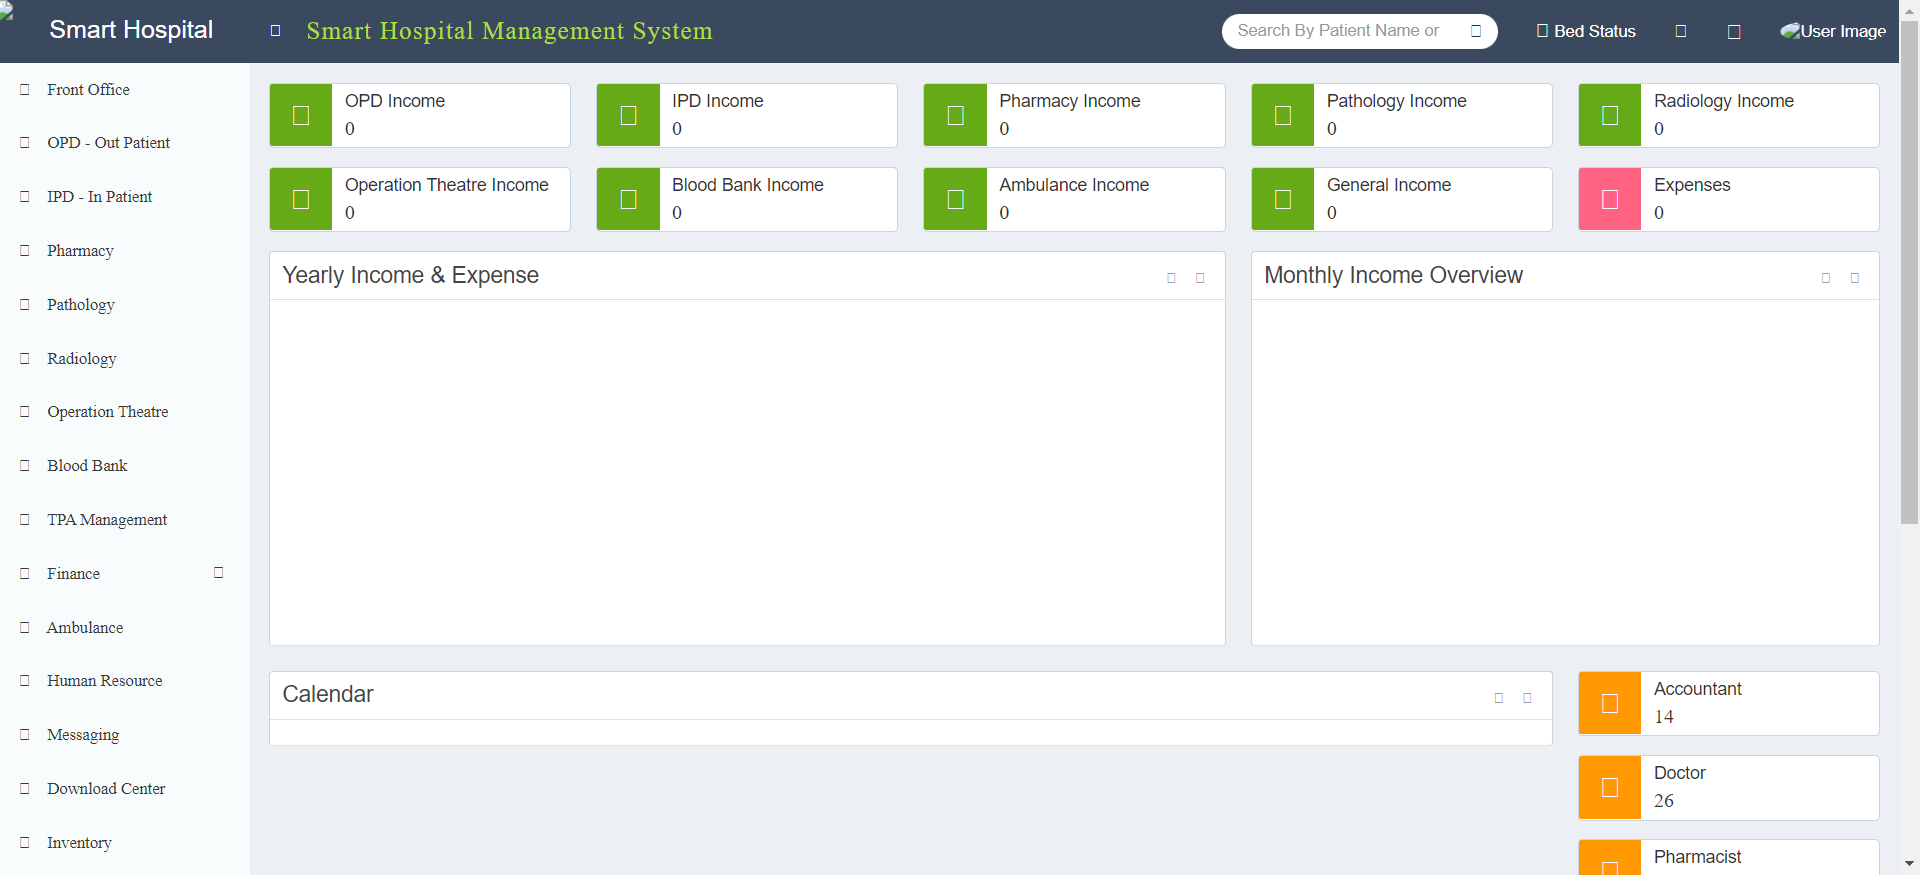 Smart Hospital
Smart Hospital Management System
Search By Patient Name or
Bed Status
User Image
Front Office
OPD - Out Patient
IPD - In Patient
Pharmacy
Pathology
Radiology
Operation Theatre
Blood Bank
TPA Management
Finance
Ambulance
Human Resource
Messaging
Download Center
Inventory
OPD Income
0
IPD Income
0
Pharmacy Income
0
Pathology Income
0
Radiology Income
0
Operation Theatre Income
0
Blood Bank Income
0
Ambulance Income
0
General Income
0
Expenses
0
Yearly Income & Expense
Monthly Income Overview
Calendar
Accountant
14
Doctor
26
Pharmacist